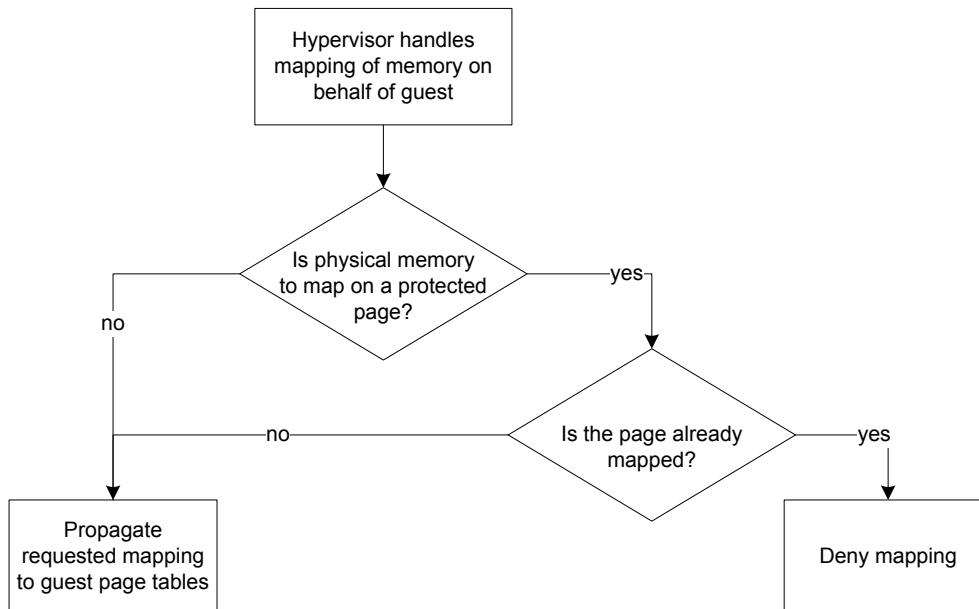 Hypervisor handles
mapping of memory on
behalf of guest
Is physical memory
to map on a protected
page?
yes
no
Is the page already
mapped?
no
yes
Propagate
requested mapping
to guest page tables
Deny mapping